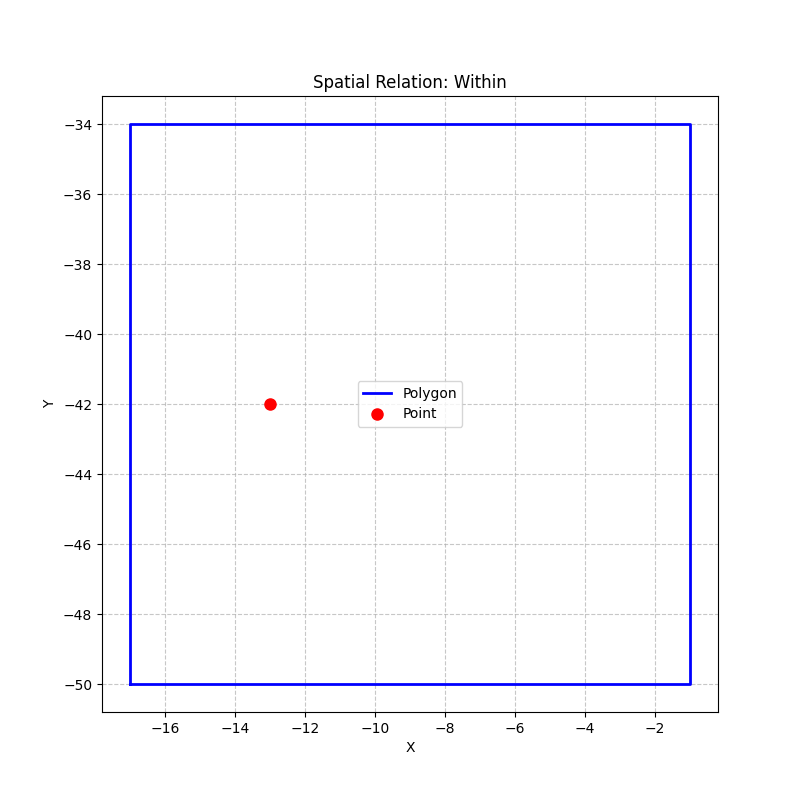 Spatial Relation: Within
−34
−36
−38
−40
−42
−44
−46
−48
−50
Y
Polygon
Point
−16 −14 −12 −10 −8 −6 −4 −2
X